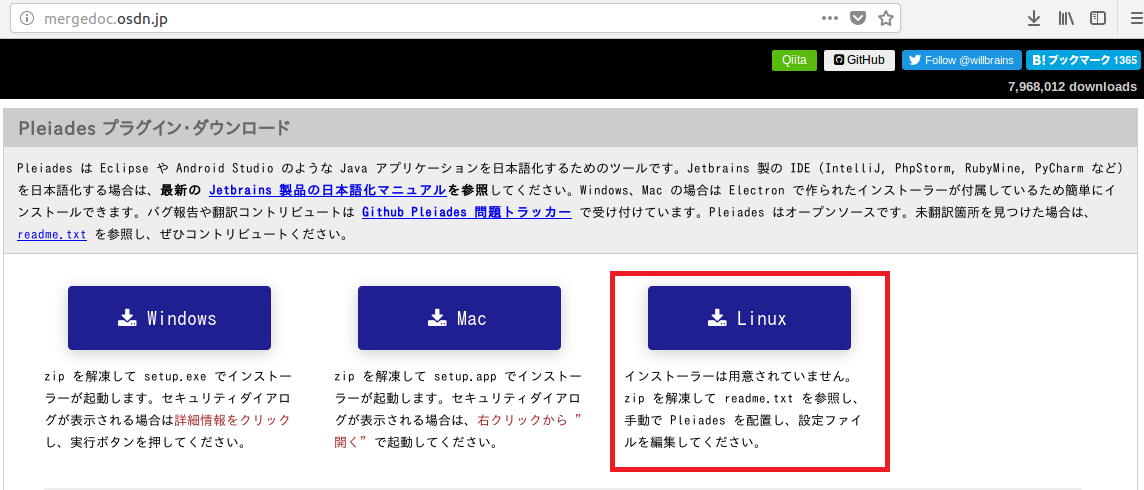 mergedoc.osdn.jp
Qiita GitHub Follow @willbrains B!ブックマーク 1365
7,968,012 downloads
Pleiades プラグイン・ダウンロード
Pleiades は Eclipse や Android Studio のような Java アプリケーションを日本語化するためのツールです。Jetbrains 製の IDE (IntelliJ, PhpStorm, RubyMine, PyCharm など)
を日本語化する場合は、最新の Jetbrains 製品の日本語化マニュアルを参照してください。Windows、Mac の場合は Electron で作られたインストーラーが付属しているため簡単にイ
ンストールできます。バグ報告や翻訳コントリビュートは Github Pleiades 問題トラッカー で受け付けています。Pleiades はオープンソースです。未翻訳箇所を見つけた場合は、
readme.txt を参照し、ぜひコントリビュートください。
Windows
zip を解凍して setup.exe でインストー
ラーが起動します。セキュリティダイアロ
グが表示される場合は詳細情報をクリック
し、実行ボタンを押してください。
Mac
zip を解凍して setup.app でインストー
ラーが起動します。セキュリティダイアロ
グが表示される場合は、右クリックから ”
開く” で起動してください。
Linux
インストーラーは用意されていません。
zip を解凍して readme.txt を参照し、
手動で Pleiades を配置し、設定ファイ
ルを編集してください。